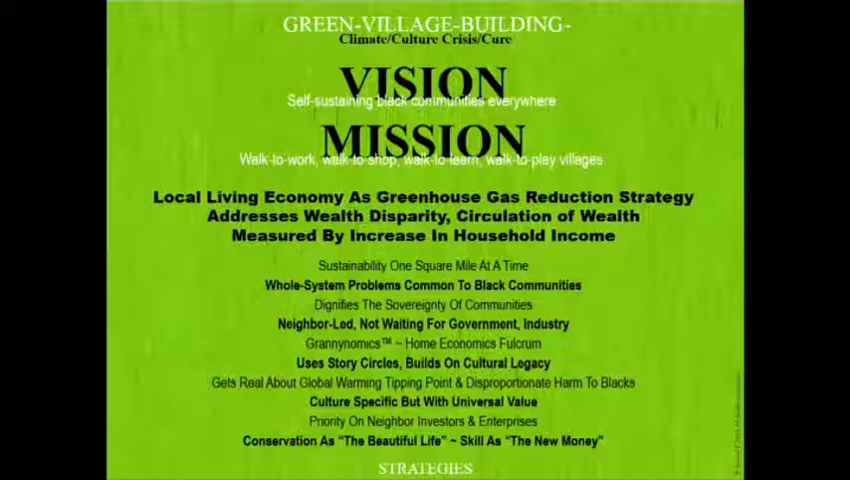 GREEN-VILLAGE-BUILDING-
Climate/Culture Crisis/Cure
VISION
Self-sustaining black communities everywhere
MISSION
Walk-to-work, walk-to shop, walk-to learn, walk-to-play villages.
Local Living Economy As Greenhouse Gas Reduction Strategy
Addresses Wealth Disparity, Circulation of Wealth
Measured By Increase In Household Income
Sustainability One Square Mile At A Time
Whole-System Problems Common To Black Communities
Dignifies The Sovereignty Of Communities
Neighbor-Led, Not Waiting For Government, Industry
Grannynomics™ ~ Home Economics Fulcrum
Uses Story Circles, Builds On Cultural Legacy
Gets Real About Global Warming Tipping Point & Disproportionate Harm To Blacks
Culture Specific But With Universal Value
Priority On Neighbor Investors & Enterprises
Conservation As “The Beautiful Life” ~ Skill As “The New Money”
STRATEGIES